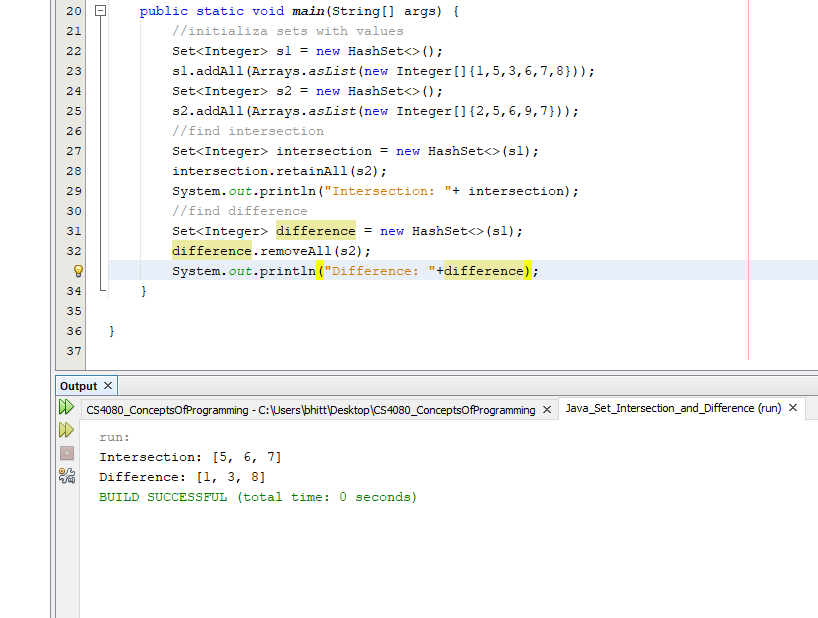 20 public static void main(String[] args) {
21 //initializa sets with values
22 Set<Integer> s1 = new HashSet<>();
23 s1.addAll(Arrays.asList(new Integer[]{1,5,3,6,7,8}));
24 Set<Integer> s2 = new HashSet<>();
25 s2.addAll(Arrays.asList(new Integer[]{2,5,6,9,7}));
26 //find intersection
27 Set<Integer> intersection = new HashSet<>(s1);
28 intersection.retainAll(s2);
29 System.out.println("Intersection: "+ intersection);
30 //find difference
31 Set<Integer> difference = new HashSet<>(s1);
32 difference.removeAll(s2);
System.out.println("Difference: "+difference);
34 }
35
36 }
37
Output ×
CS4080_ConceptsOfProgramming - C:\Users\bhitt\Desktop\CS4080_ConceptsOfProgramming × Java_Set_Intersection_and_Difference (run) ×
run:
Intersection: [5, 6, 7]
Difference: [1, 3, 8]
BUILD SUCCESSFUL (total time: 0 seconds)